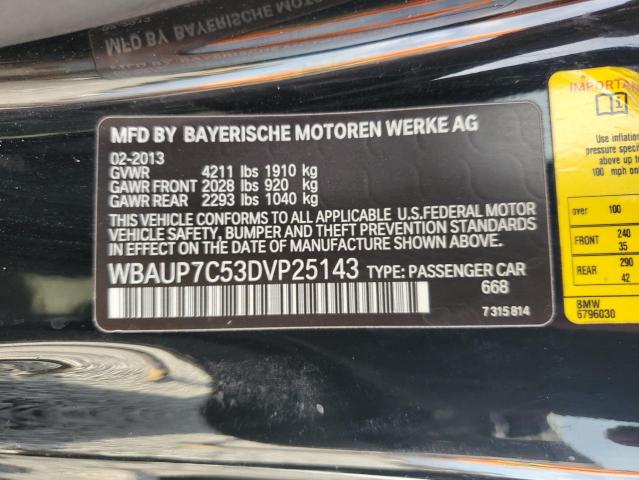 MFD BY BAYERISCHE
MFD BY BAYERISCHE MOTOREN WERKE AG
02-2013
GVWR 4211 lbs 1910 kg
GAWR FRONT 2028 lbs 920 kg
GAWR REAR 2293 lbs 1040 kg
THIS VEHICLE CONFORMS TO ALL APPLICABLE U.S.FEDERAL MOTOR
VEHICLE SAFETY, BUMPER AND THEFT PREVENTION STANDARDS
IN EFFECT ON THE DATE OF MANUFACTURE SHOWN ABOVE.
WBAUP7C53DVP25143 TYPE: PASSENGER CAR
668
7 315 814
Use inflation
pressure specif
above up to
100 mph on
over 100
FRONT 240
35
REAR 290
42
BMW
6796030